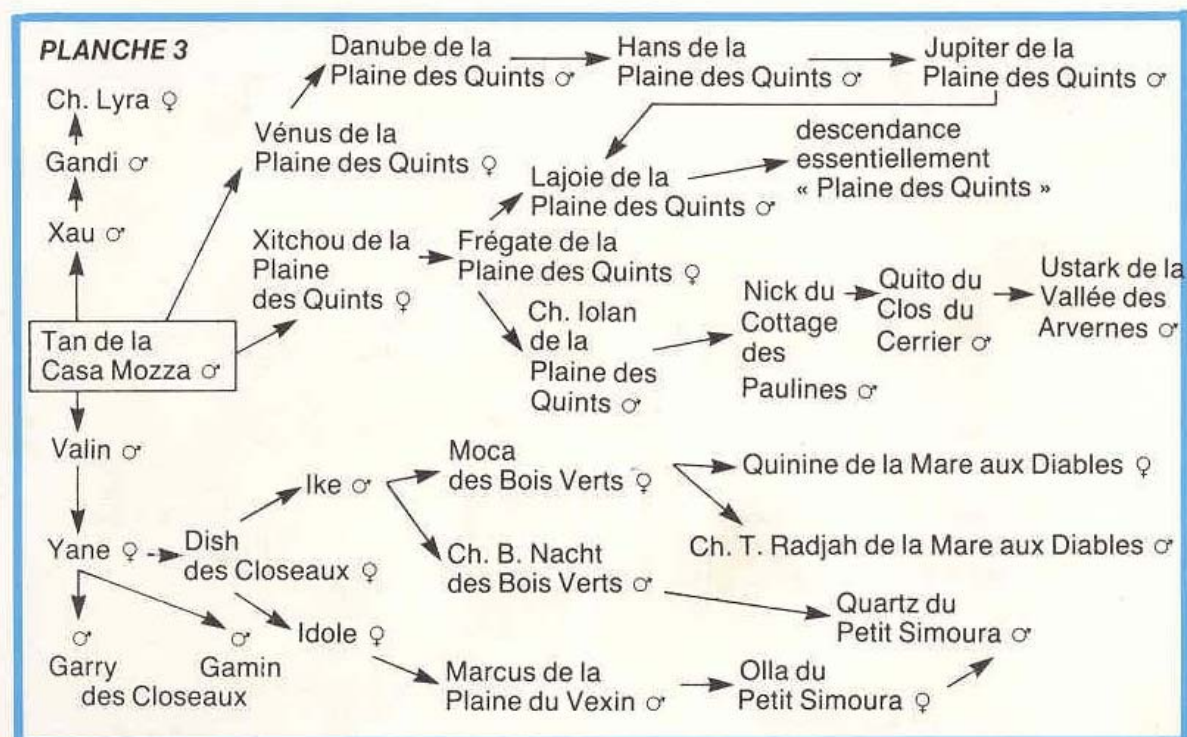 PLANCHE 3
Ch. Lyra ♀
Gandi ♂
Xau ♂
Tan de la
Casa Mozza ♂
Valin ♂
Yane ♀
♂
Garry
♂
Gamin
des Closeaux
Danube de la
Plaine des Quints ♂
Hans de la
Plaine des Quints ♂
Jupiter de la
Plaine des Quints ♂
Vénus de la
Plaine des Quints ♀
Lajoie de la
Plaine des Quints ♂
descendance
essentiellement
« Plaine des Quints »
Xitchou de la
Plaine
des Quints ♀
Frégate de la
Plaine des Quints ♀
Ch. Iolan
de la
Plaine des
Quints ♂
Nick du
Cottage
des
Paulines ♂
Quito du
Clos du
Cerrier ♂
Ustark de la
Vallée des
Arvernes ♂
Dish
des Closeaux ♀
Ike ♂
Idole ♀
Moca
des Bois Verts ♀
Quinine de la Mare aux Diables ♀
Ch. T. Radjah de la Mare aux Diables ♂
Ch. B. Nacht
des Bois Verts ♂
Quartz du
Petit Simoura ♂
Marcus de la
Plaine du Vexin ♂
Olla du
Petit Simoura ♀